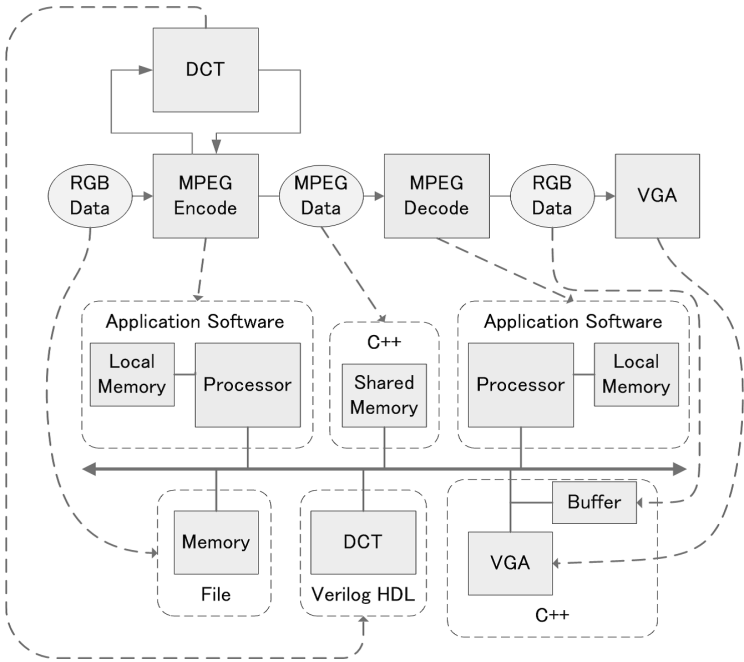 DCT
RGB
Data
MPEG
Encode
MPEG
Data
MPEG
Decode
RGB
Data
VGA
Application Software
Local
Memory
Processor
C++
Shared
Memory
Application Software
Processor
Local
Memory
Memory
File
DCT
Verilog HDL
Buffer
VGA
C++